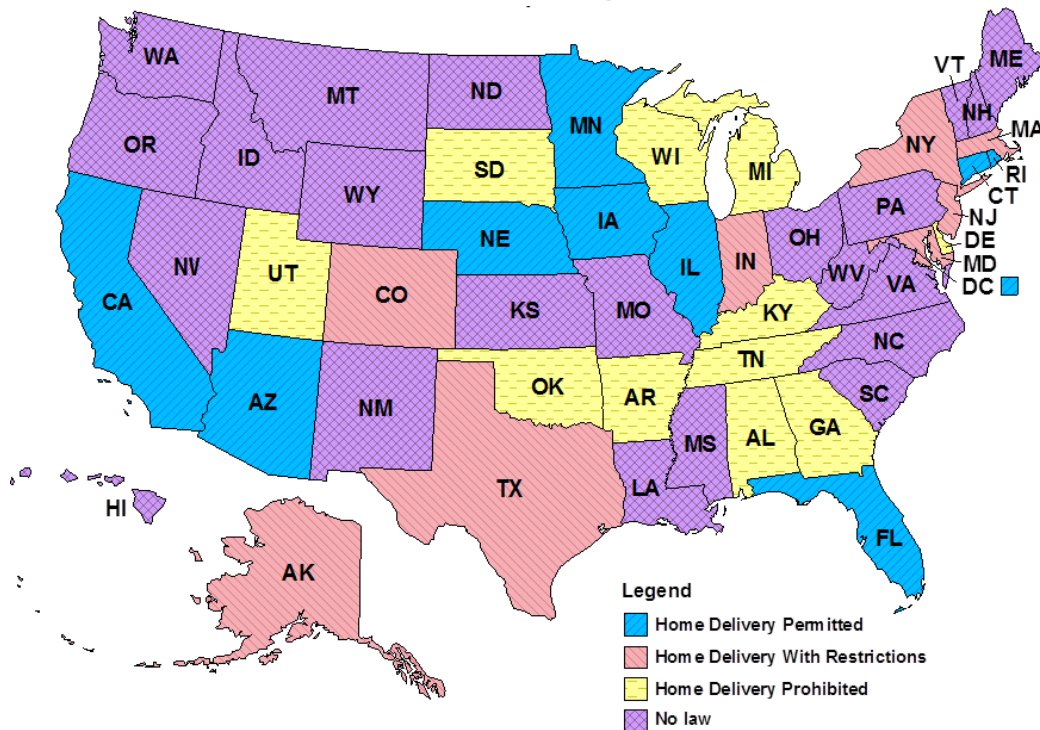 WA
MT
ND
MN
VT
ME
NH
OR
ID
SD
WI
MI
NY
MA
RI
CT
WY
NE
IA
PA
NJ
DE
MD
DC
NV
UT
CO
IL
IN
OH
WV
VA
CA
KS
MO
KY
NC
TN
SC
AZ
NM
OK
AR
MS
AL
GA
HI
TX
LA
FL
AK
Legend
Home Delivery Permitted
Home Delivery With Restrictions
Home Delivery Prohibited
No law